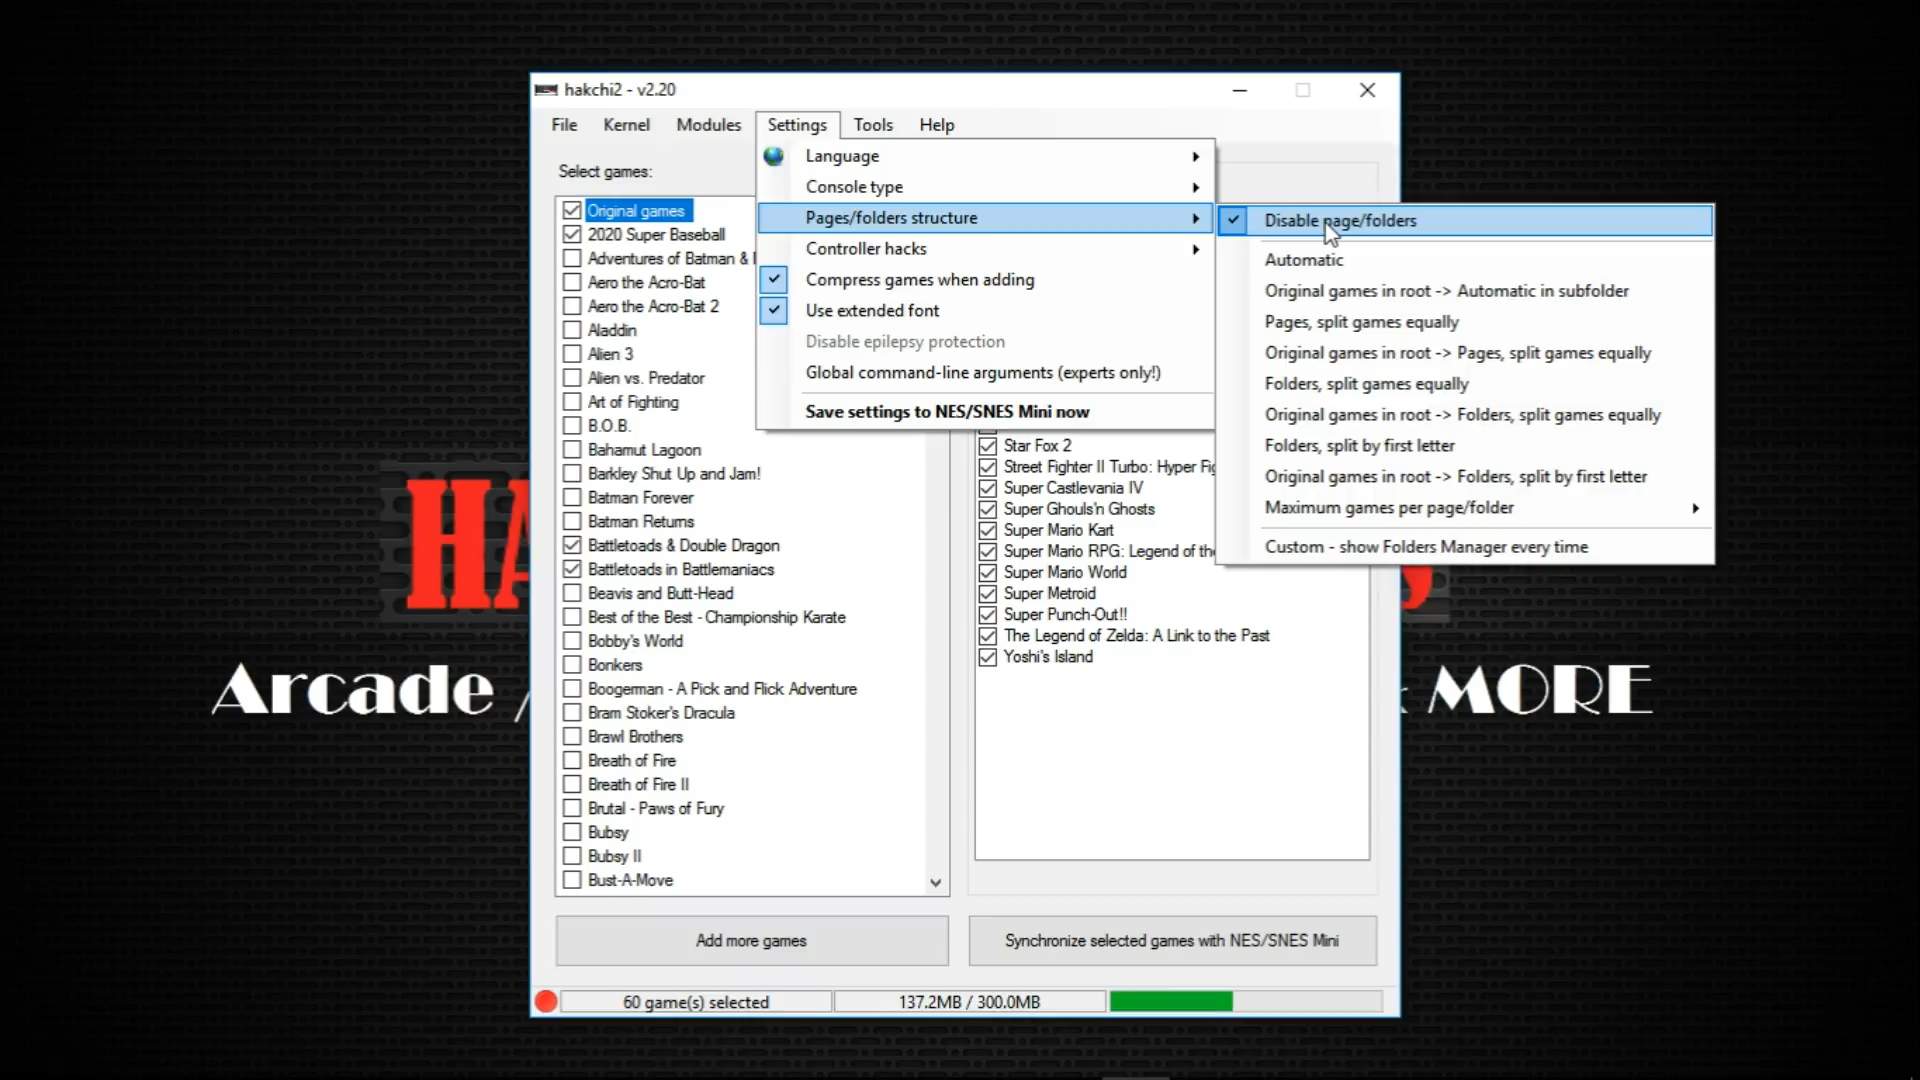 hakchi2 - v2.20
File Kernel Modules Settings Tools Help
Select games:
Original games
2020 Super Baseball
Adventures of Batman &
Aero the Acro-Bat
Aero the Acro-Bat 2
Aladdin
Alien 3
Alien vs. Predator
Art of Fighting
B.O.B.
Bahamut Lagoon
Barkley Shut Up and Jam!
Batman Forever
Batman Returns
Battletoads & Double Dragon
Battletoads in Battlemaniacs
Beavis and Butt-Head
Best of the Best - Championship Karate
Bobby's World
Bonkers
Boogerman - A Pick and Flick Adventure
Bram Stoker's Dracula
Brawl Brothers
Breath of Fire
Breath of Fire II
Brutal - Paws of Fury
Bubsy
Bubsy II
Bust-A-Move
Language
Console type
Pages/folders structure
Controller hacks
Compress games when adding
Use extended font
Disable epilepsy protection
Global command-line arguments (experts only!)
Save settings to NES/SNES Mini now
Disable page/folders
Automatic
Original games in root -> Automatic in subfolder
Pages, split games equally
Original games in root -> Pages, split games equally
Folders, split games equally
Original games in root -> Folders, split games equally
Folders, split by first letter
Original games in root -> Folders, split by first letter
Maximum games per page/folder
Custom - show Folders Manager every time
Star Fox 2
Street Fighter II Turbo: Hyper Fig
Super Castlevania IV
Super Ghouls'n Ghosts
Super Mario Kart
Super Mario RPG: Legend of the
Super Mario World
Super Metroid
Super Punch-Out!!
The Legend of Zelda: A Link to the Past
Yoshi's Island
Add more games
Synchronize selected games with NES/SNES Mini
60 game(s) selected
137.2MB / 300.0MB
HA
Arcade / MORE